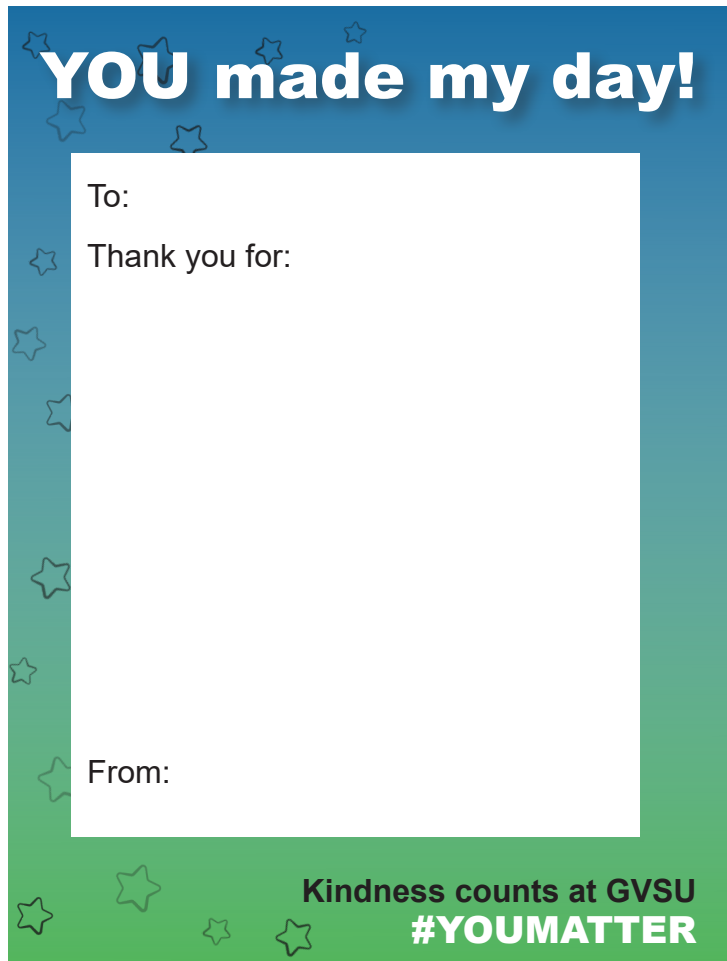 YOU made my day!
To:
Thank you for:
From:
Kindness counts at GVSU
#YOUMATTER